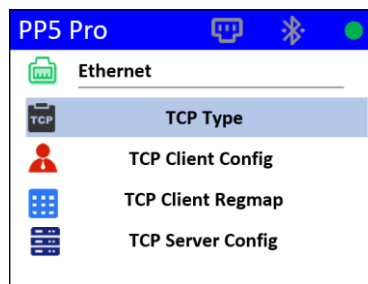 PP5 Pro
Ethernet
TCP TCP Type
TCP Client Config
TCP Client Regmap
TCP Server Config